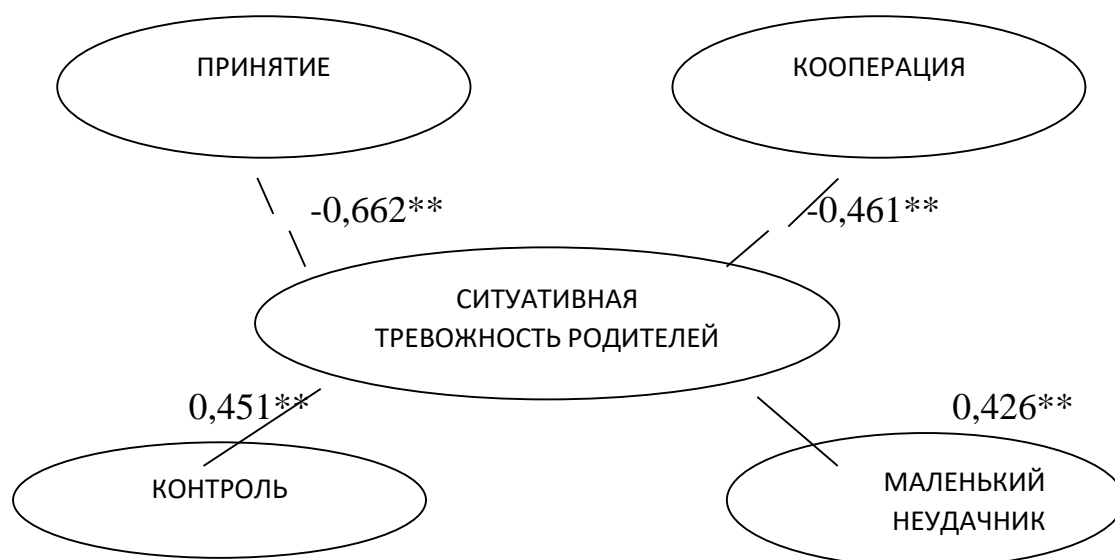 ПРИНЯТИЕ
КООПЕРАЦИЯ
-0,662**
-0,461**
СИТУАТИВНАЯ
ТРЕВОЖНОСТЬ РОДИТЕЛЕЙ
0,451**
0,426**
КОНТРОЛЬ
МАЛЕНЬКИЙ
НЕУДАЧНИК